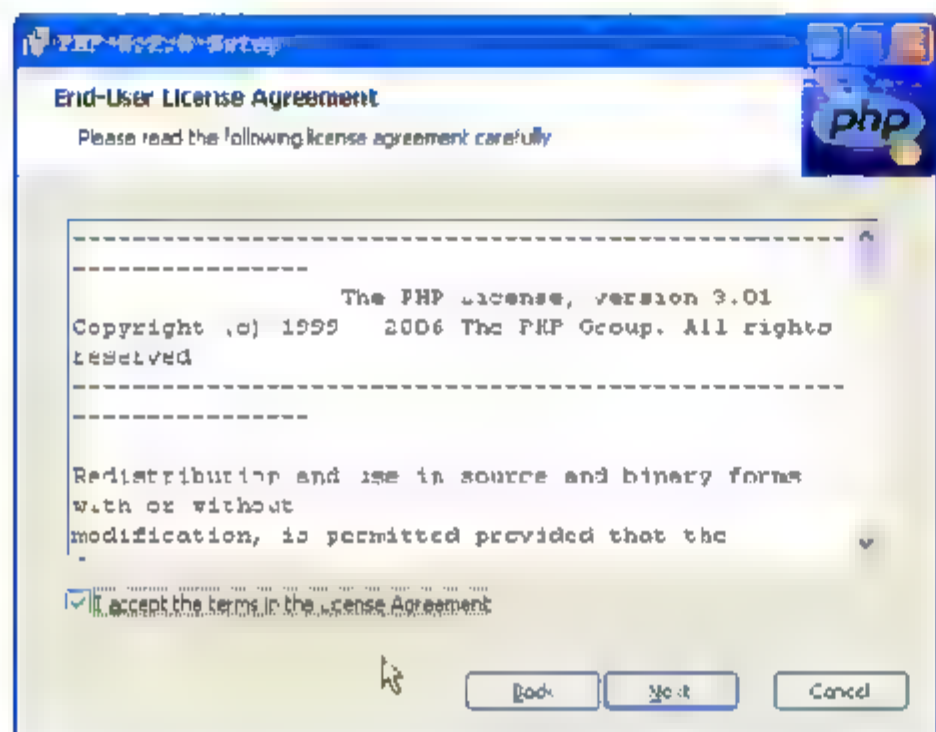 PHP Setup
End-User License Agreement
Please read the following license agreement carefully
php
----------------------------------------------------
----------------
The PHP License, version 3.01
Copyright (c) 1999 2006 The PHP Group. All rights
reserved
----------------------------------------------------
----------------
Redistribution and use in source and binary forms
with or without
modification, is permitted provided that the
I accept the terms in the License Agreement
Back
Next
Cancel